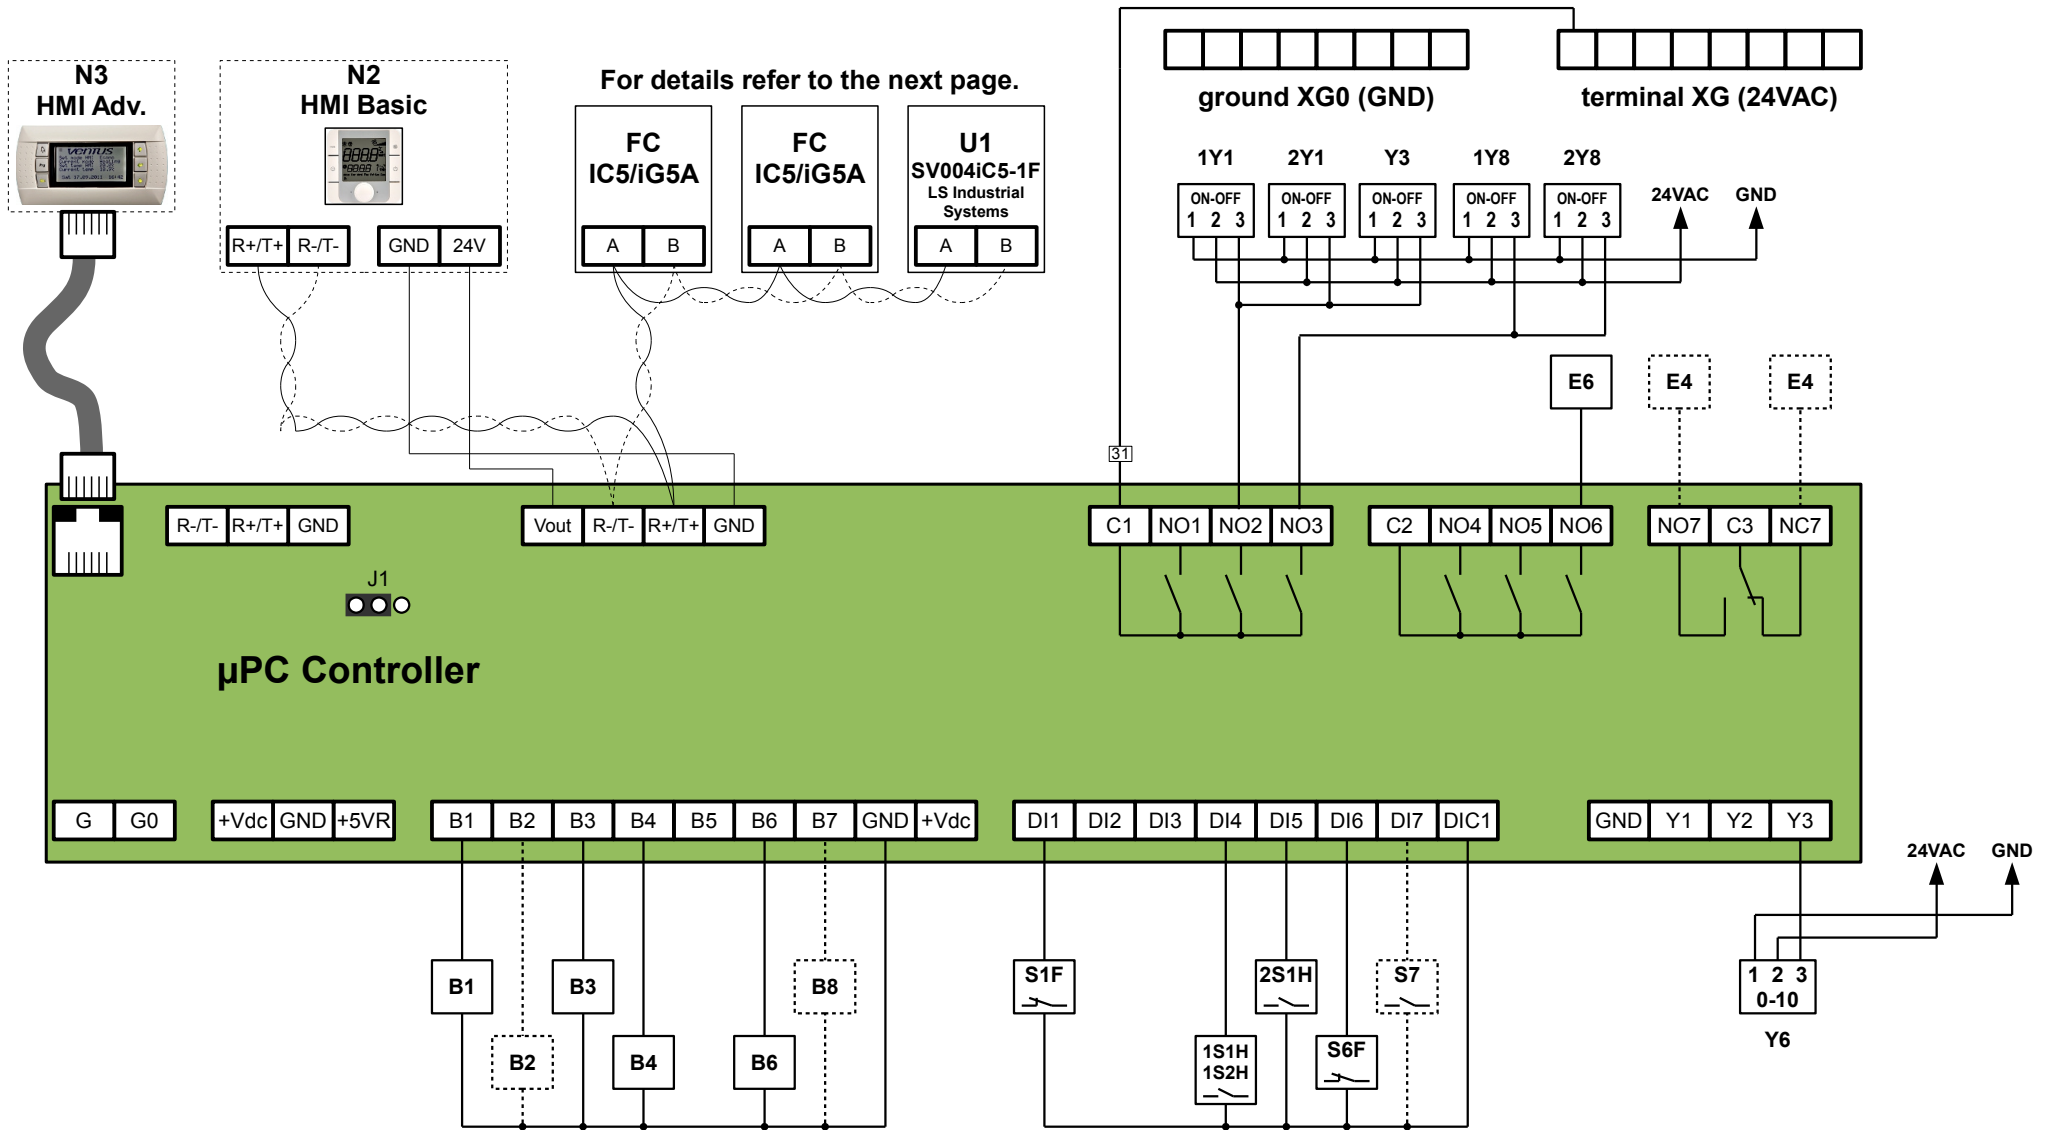 N3
HMI Adv.
N2
HMI Basic
For details refer to the next page.
ground XG0 (GND)
terminal XG (24VAC)
VENTUS
FC
IC5/iG5A
FC
IC5/iG5A
U1
SV004iC5-1F
LS Industrial
Systems
1Y1
2Y1
Y3
1Y8
2Y8
24VAC
GND
ON-OFF
1 2 3
ON-OFF
1 2 3
ON-OFF
1 2 3
ON-OFF
1 2 3
ON-OFF
1 2 3
R+/T+
R-/T-
GND
24V
A
B
A
B
A
B
E6
E4
E4
31
R-/T-
R+/T+
GND
Vout
R-/T-
R+/T+
GND
C1
NO1
NO2
NO3
C2
NO4
NO5
NO6
NO7
C3
NC7
J1
µPC Controller
G
G0
+Vdc
GND
+5VR
B1
B2
B3
B4
B5
B6
B7
GND
+Vdc
DI1
DI2
DI3
DI4
DI5
DI6
DI7
DIC1
GND
Y1
Y2
Y3
24VAC
GND
B1
B3
B8
S1F
2S1H
S7
1 2 3
0-10
Y6
B2
B4
B6
1S1H
1S2H
S6F